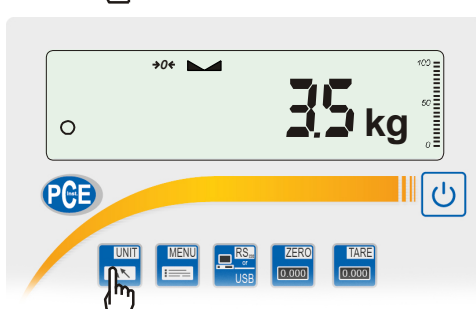 →0← 100
3.5 kg 50
0
PCE Inst.
UNIT MENU RS or USB ZERO 0.000 TARE 0.000